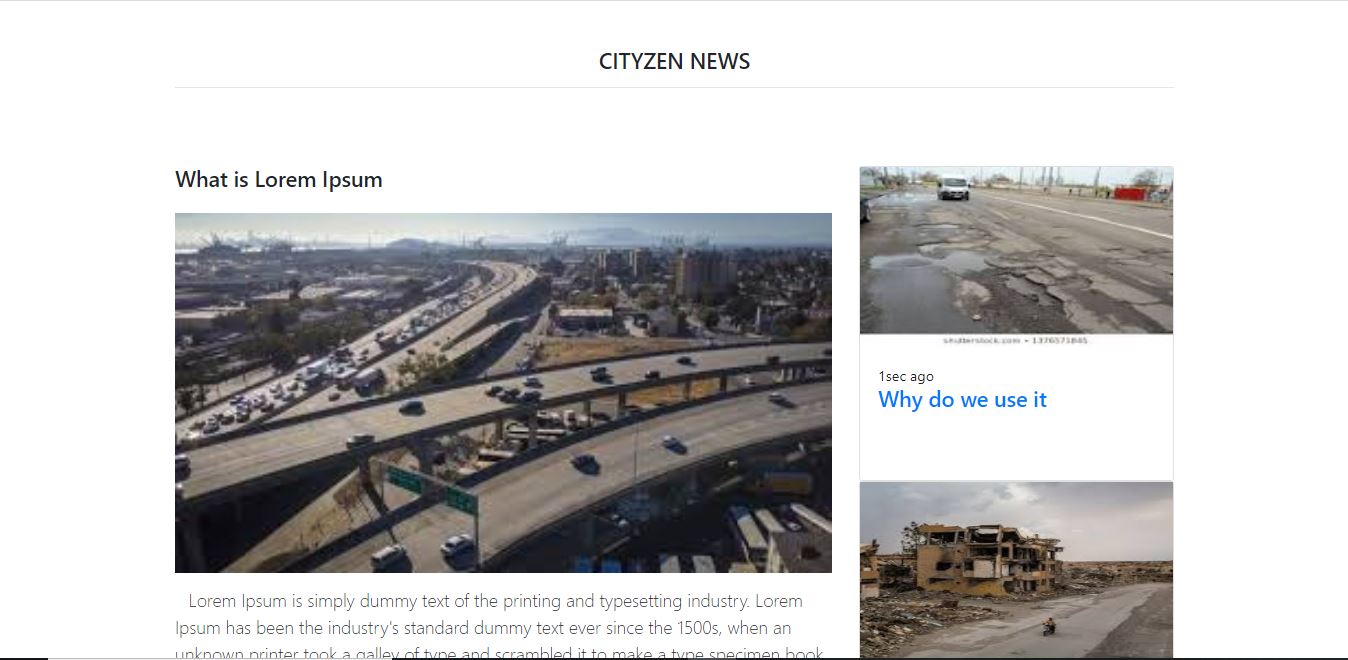 CITYZEN NEWS
What is Lorem Ipsum
Lorem Ipsum is simply dummy text of the printing and typesetting industry. Lorem
Ipsum has been the industry's standard dummy text ever since the 1500s, when an
unknown printer took a galley of type and scrambled it to make a type specimen book.
shutterstock.com • 1376571845
1sec ago
Why do we use it